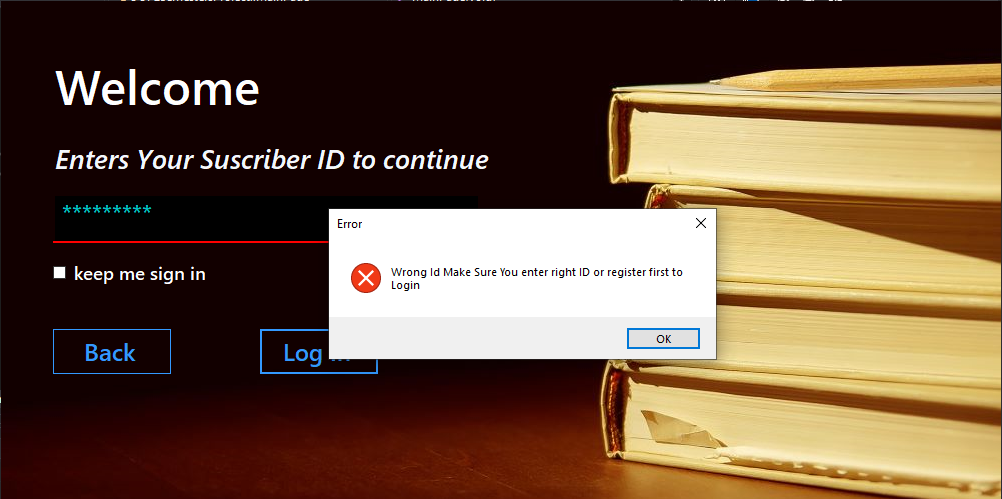 Welcome
Enters Your Suscriber ID to continue
*********
Error
Wrong Id Make Sure You enter right ID or register first to
Login
keep me sign in
OK
Back
Log